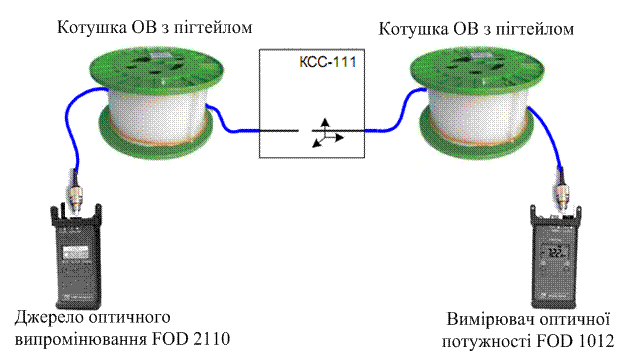 Котушка ОВ з пігтейлом
Котушка ОВ з пігтейлом
КСС-111
Джерело оптичного
випромінювання FOD 2110
Вимірювач оптичної
потужності FOD 1012